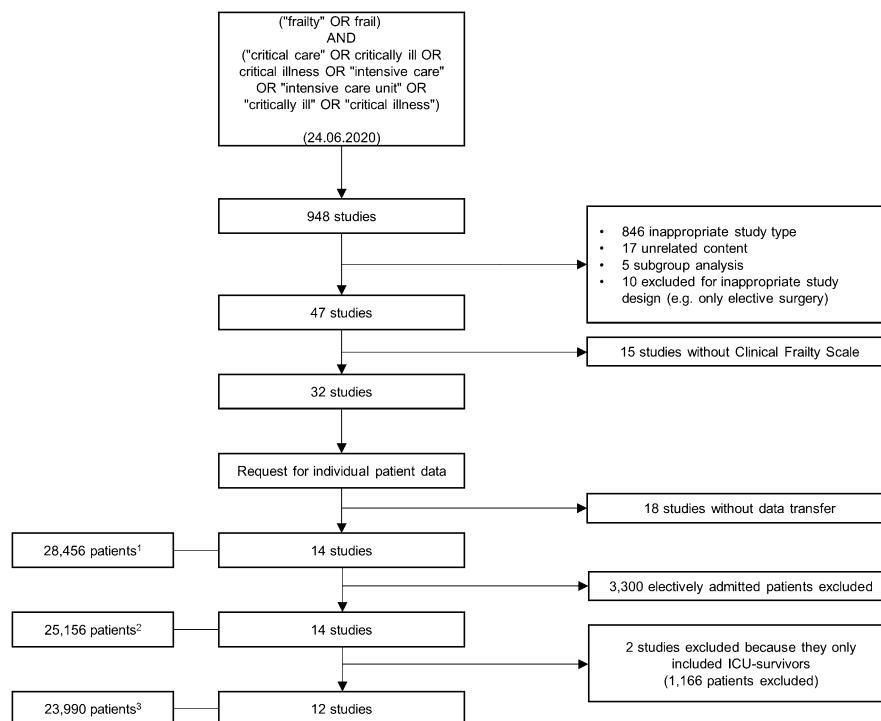 ("frailty" OR frail)
AND
("critical care" OR critically ill OR
critical illness OR "intensive care"
OR "intensive care unit" OR
"critically ill" OR "critical illness")
(24.06.2020)
948 studies
• 846 inappropriate study type
• 17 unrelated content
• 5 subgroup analysis
• 10 excluded for inappropriate study
design (e.g. only elective surgery)
47 studies
15 studies without Clinical Frailty Scale
32 studies
Request for individual patient data
18 studies without data transfer
28,456 patients¹
14 studies
3,300 electively admitted patients excluded
25,156 patients²
14 studies
2 studies excluded because they only
included ICU-survivors
(1,166 patients excluded)
23,990 patients³
12 studies